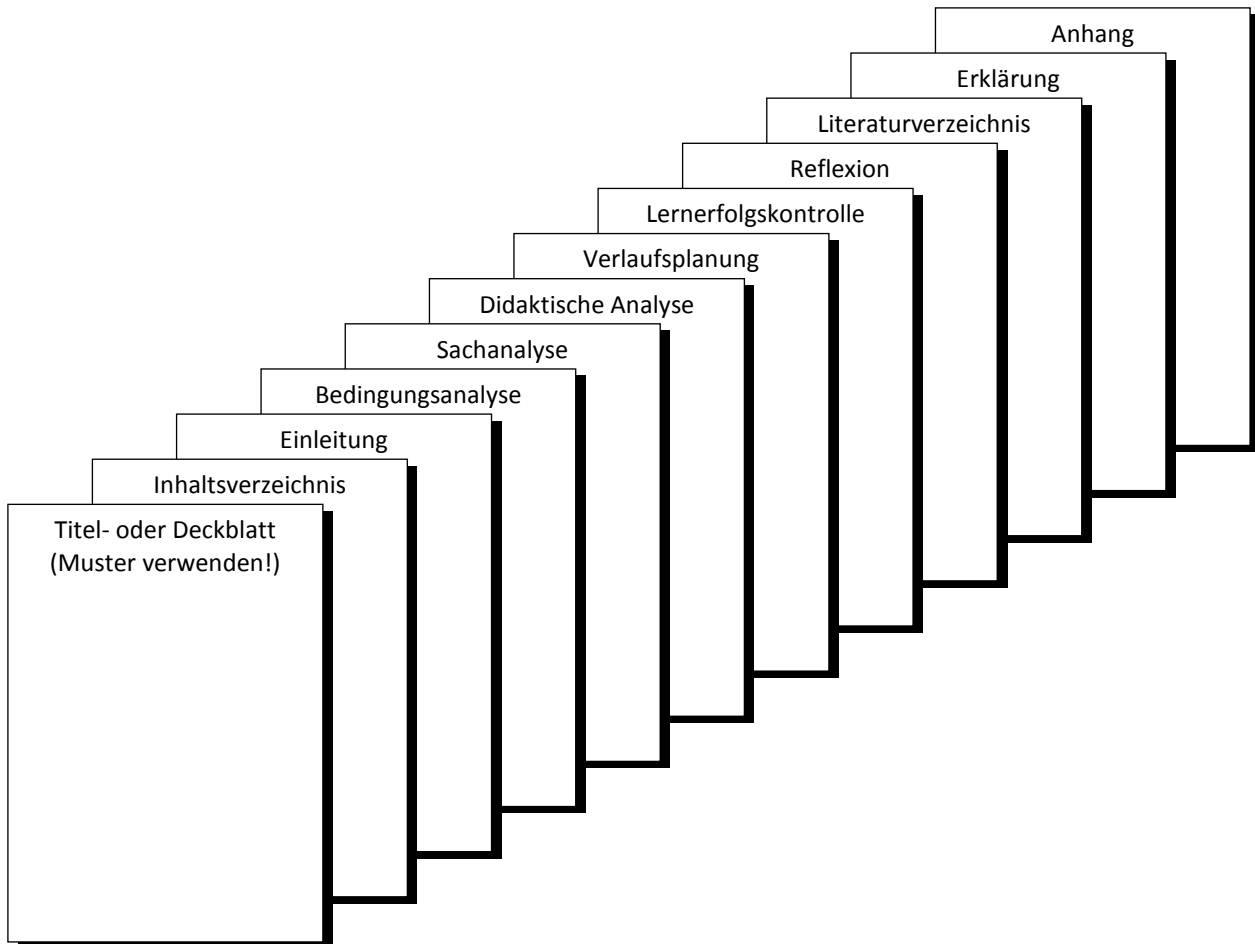 Anhang
Erklärung
Literaturverzeichnis
Reflexion
Lernerfolgskontrolle
Verlaufsplanung
Didaktische Analyse
Sachanalyse
Bedingungsanalyse
Einleitung
Inhaltsverzeichnis
Titel- oder Deckblatt
(Muster verwenden!)